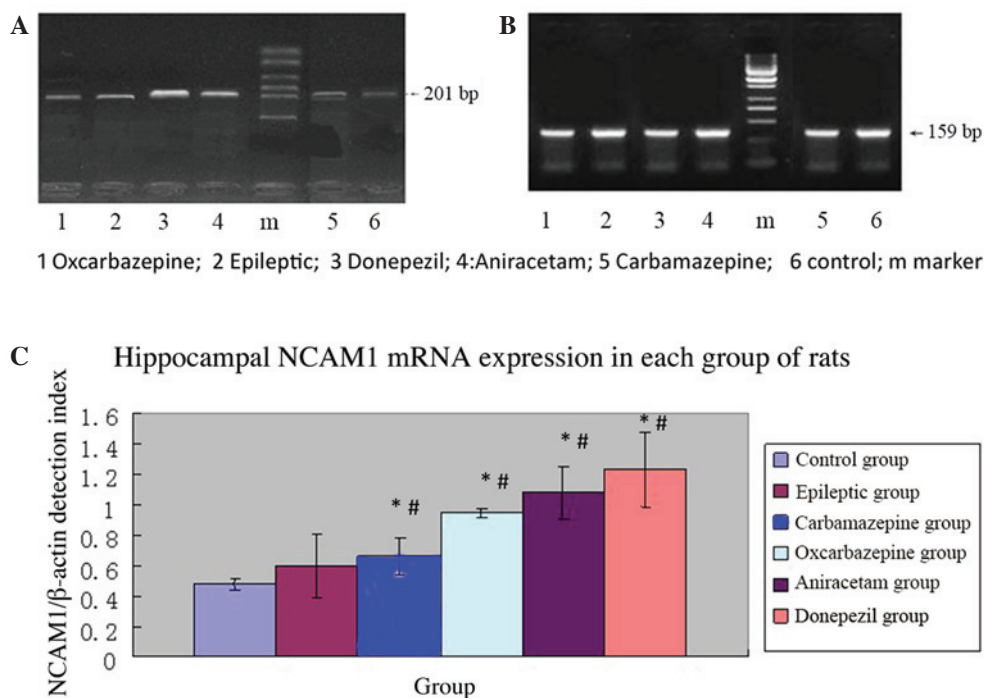 A
201 bp
1 2 3 4 m 5 6
B
159 bp
1 2 3 4 m 5 6
1 Oxcarbazepine; 2 Epileptic; 3 Donepezil; 4:Aniracetam; 5 Carbamazepine; 6 control; m marker
C
Hippocampal NCAM1 mRNA expression in each group of rats
NCAM1/β-actin detection index
1.6
1.4
1.2
1
0.8
0.6
0.4
0.2
0
* #
* #
* #
* #
Group
Control group
Epileptic group
Carbamazepine group
Oxcarbazepine group
Aniracetam group
Donepezil group